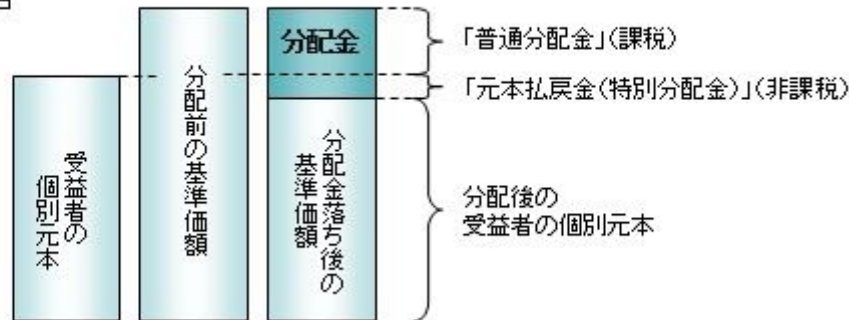 受益者の
個別元本
分配前の基準価額
分配金
分配金落ち後の
基準価額
「普通分配金」(課税)
「元本払戻金(特別分配金)」(非課税)
分配後の
受益者の個別元本